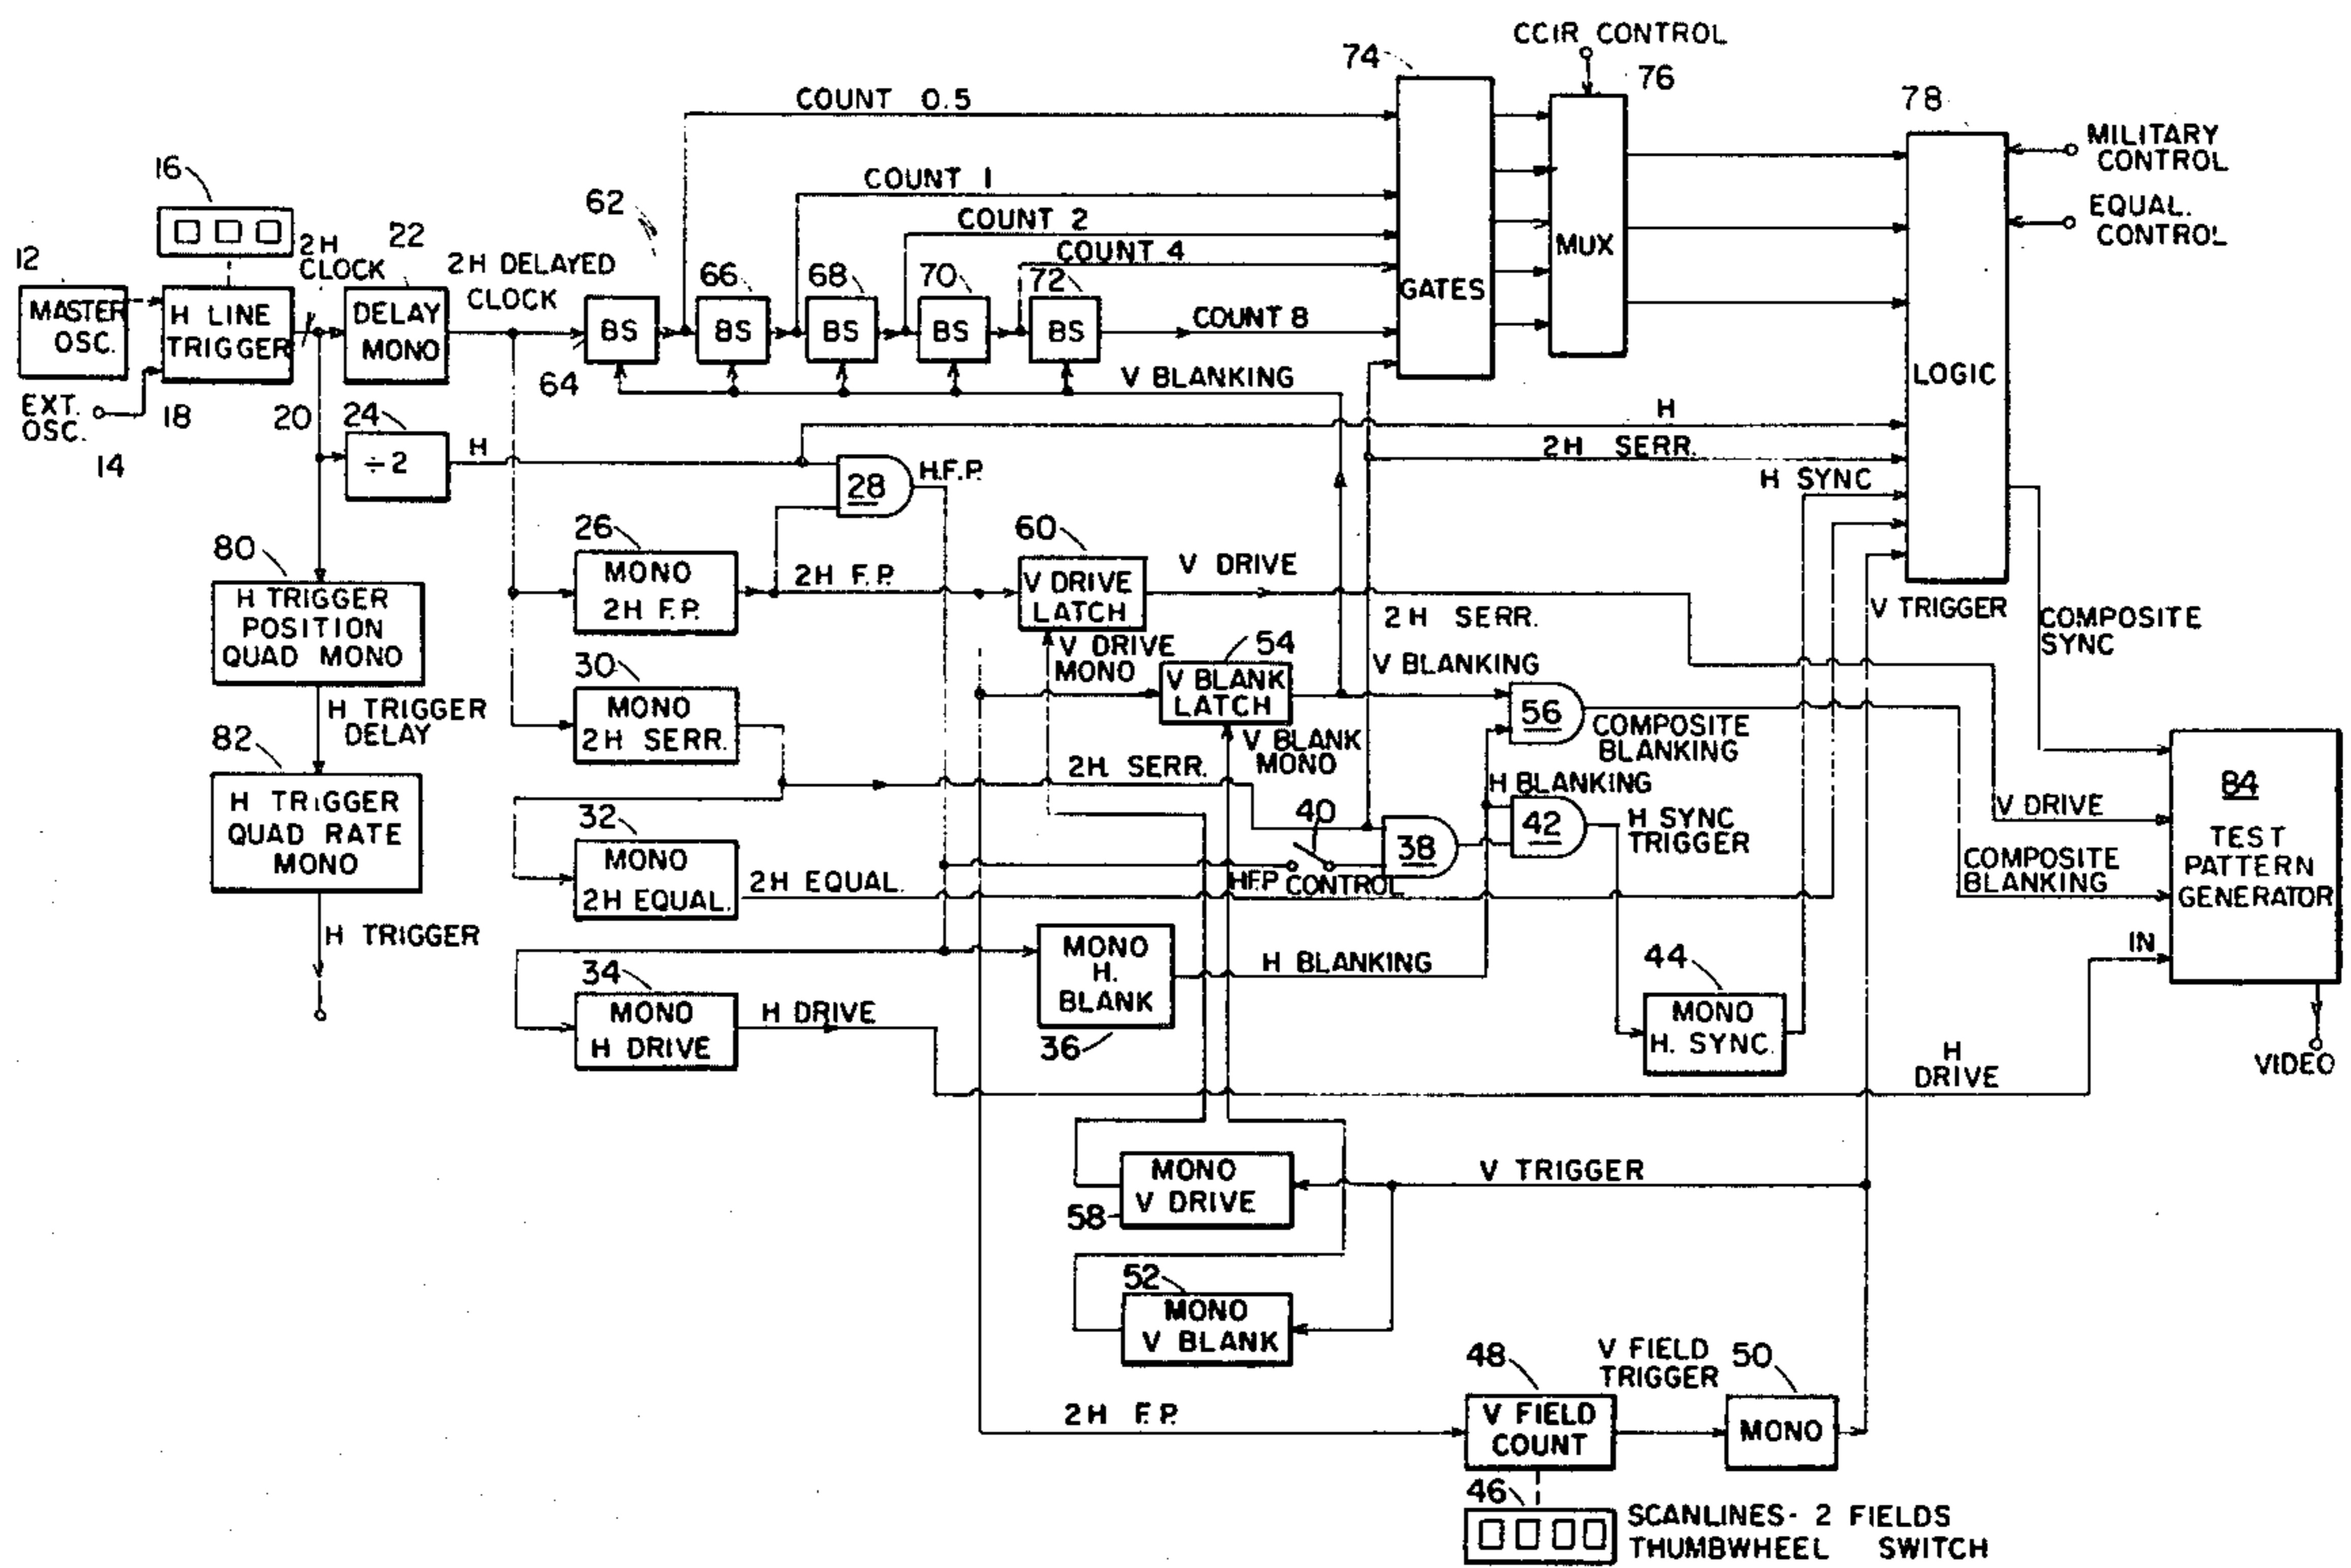 CCIR CONTROL
74
76
78
COUNT 0.5
MILITARY
CONTROL
16
COUNT 1
62
EQUAL.
CONTROL
COUNT 2
12
22
2H
CLOCK
2H DELAYED
CLOCK
COUNT 4
MUX
66
68
70
72
GATES
MASTER
OSC.
H LINE
TRIGGER
DELAY
MONO
BS
BS
BS
BS
BS
COUNT 8
LOGIC
64
V BLANKING
EXT.
OSC.
18
20
24
H
14
÷2
H
28
H.F.P.
2H SERR.
H SYNC
80
26
60
MONO
2H F.P.
2H F.P.
V DRIVE
LATCH
V DRIVE
H TRIGGER
POSITION
QUAD MONO
2H SERR.
V TRIGGER
COMPOSITE
SYNC
V DRIVE
MONO
54
V BLANKING
30
V BLANK
LATCH
MONO
2H SERR.
56
H TRIGGER
DELAY
COMPOSITE
BLANKING
82
V BLANK
MONO
2H SERR.
H BLANKING
84
TEST
PATTERN
GENERATOR
H TRIGGER
QUAD RATE
MONO
32
40
38
42
H SYNC
TRIGGER
V DRIVE
MONO
2H EQUAL.
2H EQUAL.
HFP CONTROL
COMPOSITE
BLANKING
H TRIGGER
MONO
H.
BLANK
H BLANKING
44
IN
34
MONO
H DRIVE
H DRIVE
36
MONO
H. SYNC.
H
DRIVE
VIDEO
MONO
V DRIVE
V TRIGGER
58
52
MONO
V BLANK
48
V FIELD
TRIGGER
50
2H F.P.
V FIELD
COUNT
MONO
46
SCANLINES- 2 FIELDS
THUMBWHEEL SWITCH